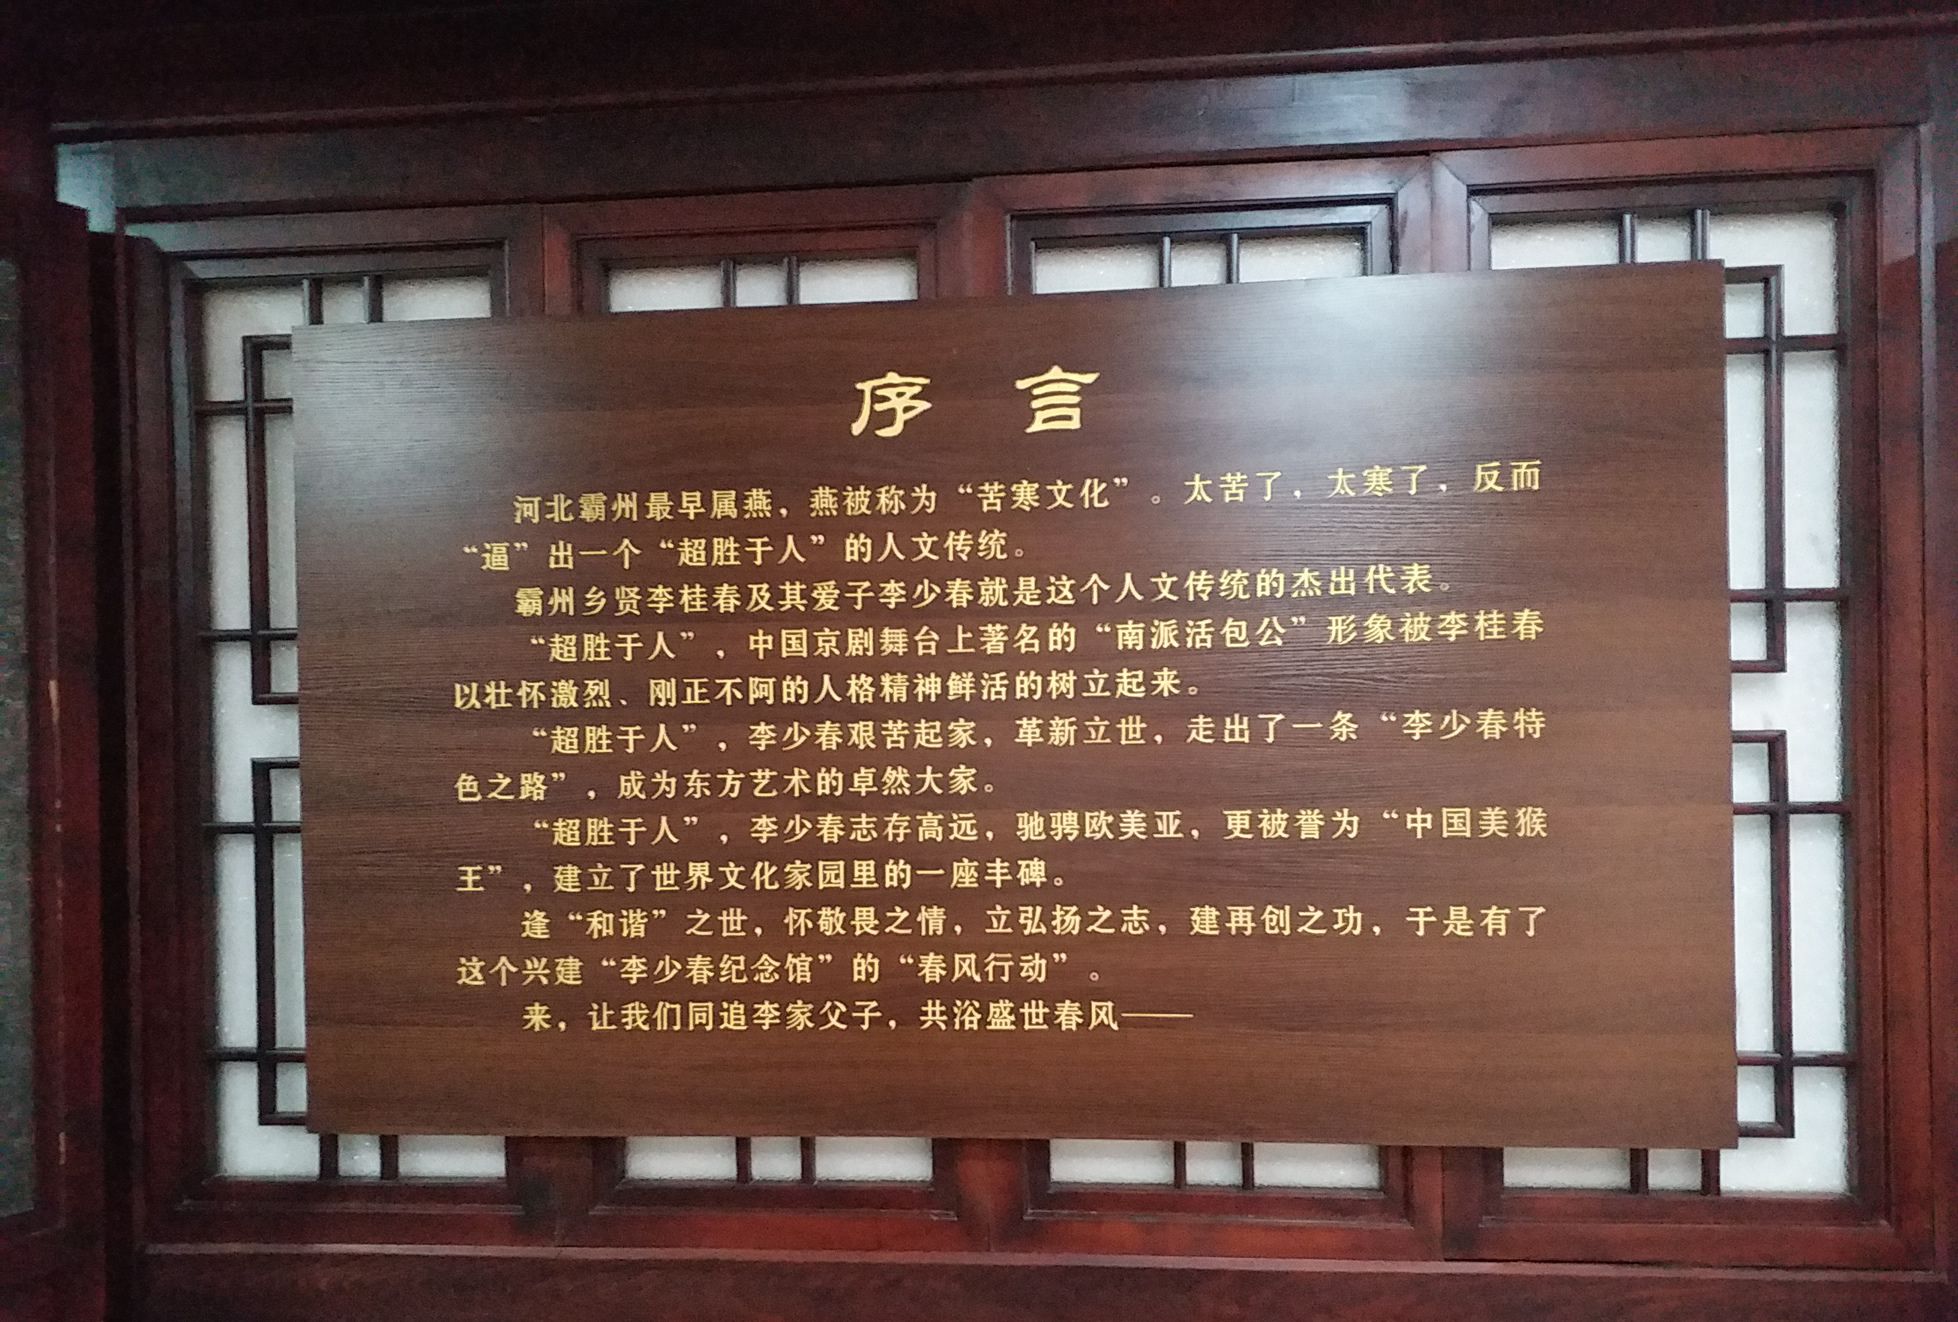 序 言
河北霸州最早属燕，燕被称为“苦寒文化”。太苦了，太寒了，反而
“逼”出一个“超胜于人”的人文传统。
霸州乡贤李桂春及其爱子李少春就是这个人文传统的杰出代表。
“超胜于人”，中国京剧舞台上著名的“南派活包公”形象被李桂春
以壮怀激烈、刚正不阿的人格精神鲜活的树立起来。
“超胜于人”，李少春艰苦起家，革新立世，走出了一条“李少春特
色之路”，成为东方艺术的卓然大家。
“超胜于人”，李少春志存高远，驰骋欧美亚，更被誉为“中国美猴
王”，建立了世界文化家园里的一座丰碑。
逢“和谐”之世，怀敬畏之情，立弘扬之志，建再创之功，于是有了
这个兴建“李少春纪念馆”的“春风行动”。
来，让我们同追李家父子，共浴盛世春风——